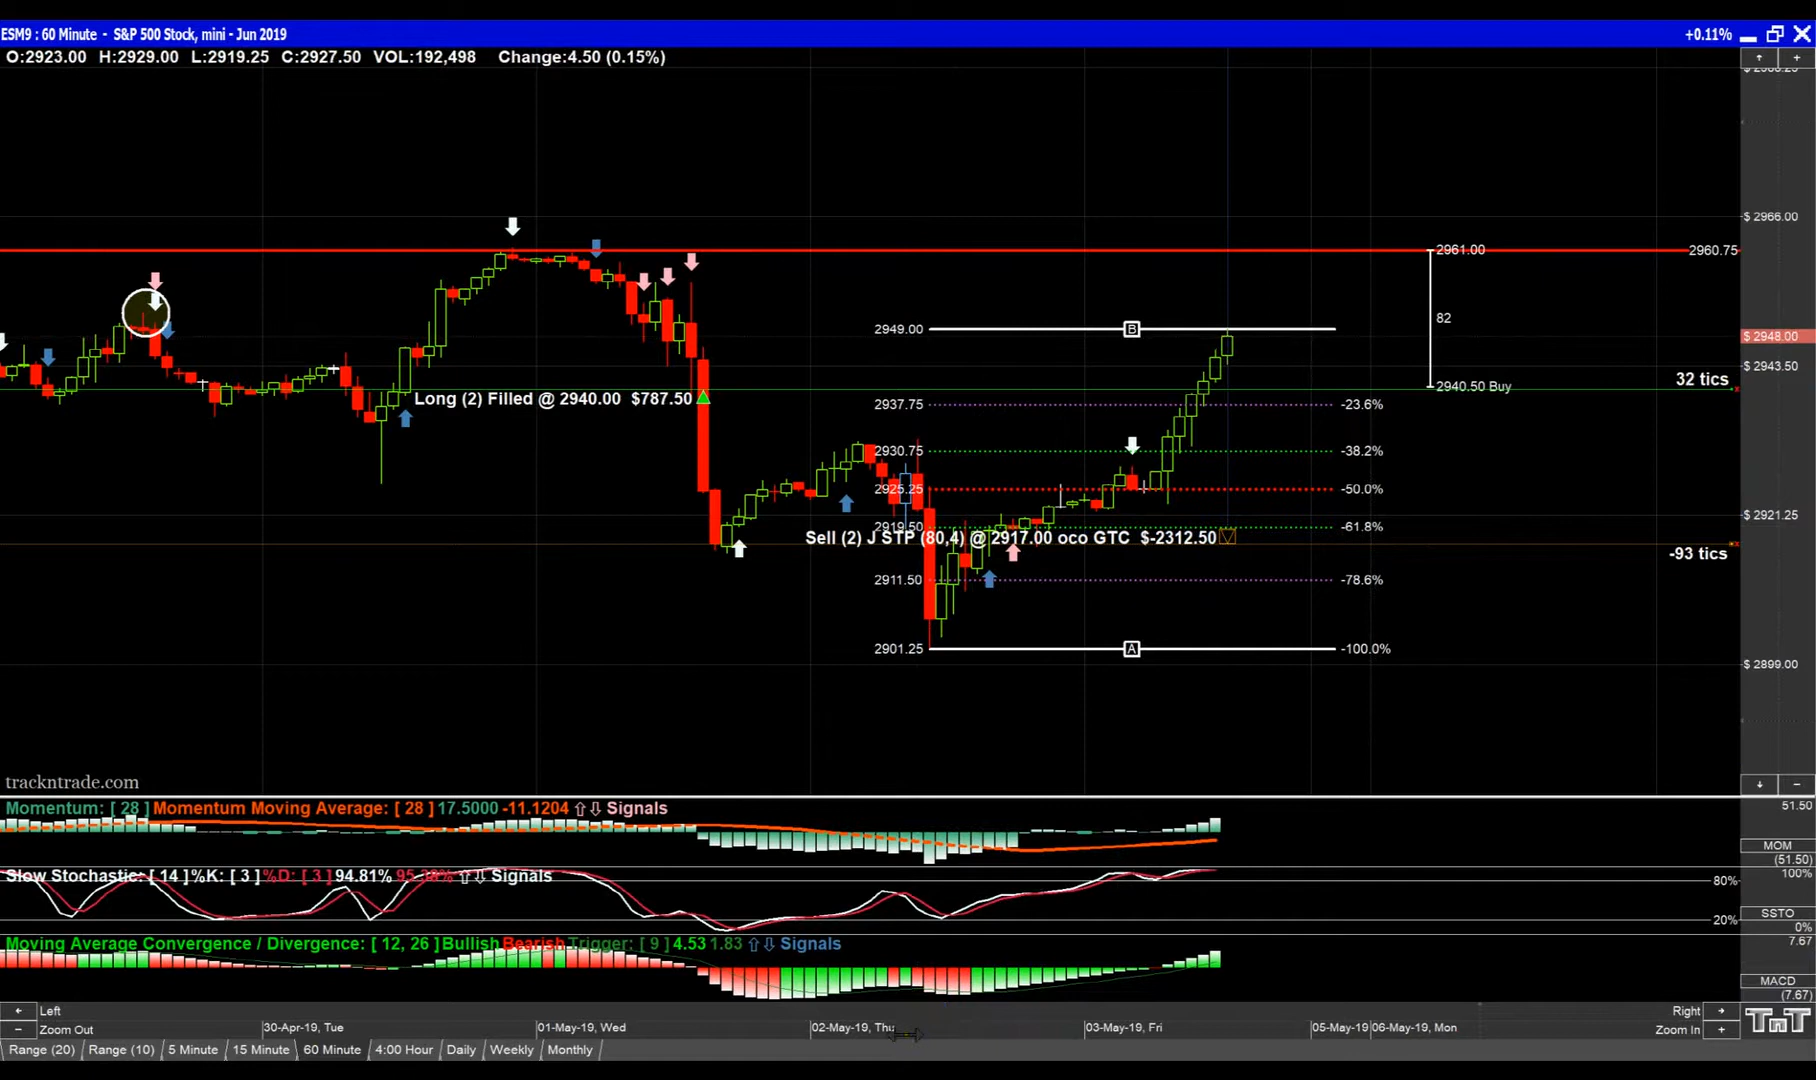 ESM9 : 60 Minute - S&P 500 Stock, mini - Jun 2019
+0.11%
O:2923.00 H:2929.00 L:2919.25 C:2927.50 VOL:192,498 Change:4.50 (0.15%)
$ 2966.00
2961.00
2960.75
2949.00
B
82
$ 2948.00
$ 2943.50
32 tics
2940.50 Buy
Long (2) Filled @ 2940.00 $787.50
2937.75
-23.6%
2930.75
-38.2%
2925.25
-50.0%
$ 2921.25
2919.50
-61.8%
Sell (2) J STP (80,4) @ 2917.00 oco GTC $-2312.50
-93 tics
2911.50
-78.6%
2901.25
A
-100.0%
$ 2899.00
trackntrade.com
Momentum: [ 28 ] Momentum Moving Average: [ 28 ] 17.5000 -11.1204 ⇧⇩ Signals
51.50
MOM
(51.50)
Slow Stochastic: [ 14 ] %K: [ 3 ] %D: [ 3 ] 94.81% ⇧⇩ Signals
100%
80%
SSTO
20%
0%
Moving Average Convergence / Divergence: [ 12, 26 ] Bullish Bearish Trigger: [ 9 ] 4.53 1.83 ⇧⇩ Signals
7.67
MACD
(7.67)
Left
Right
Zoom Out
30-Apr-19, Tue
01-May-19, Wed
02-May-19, Thu
03-May-19, Fri
05-May-19
06-May-19, Mon
Zoom In
TnT
Range (20)
Range (10)
5 Minute
15 Minute
60 Minute
4:00 Hour
Daily
Weekly
Monthly